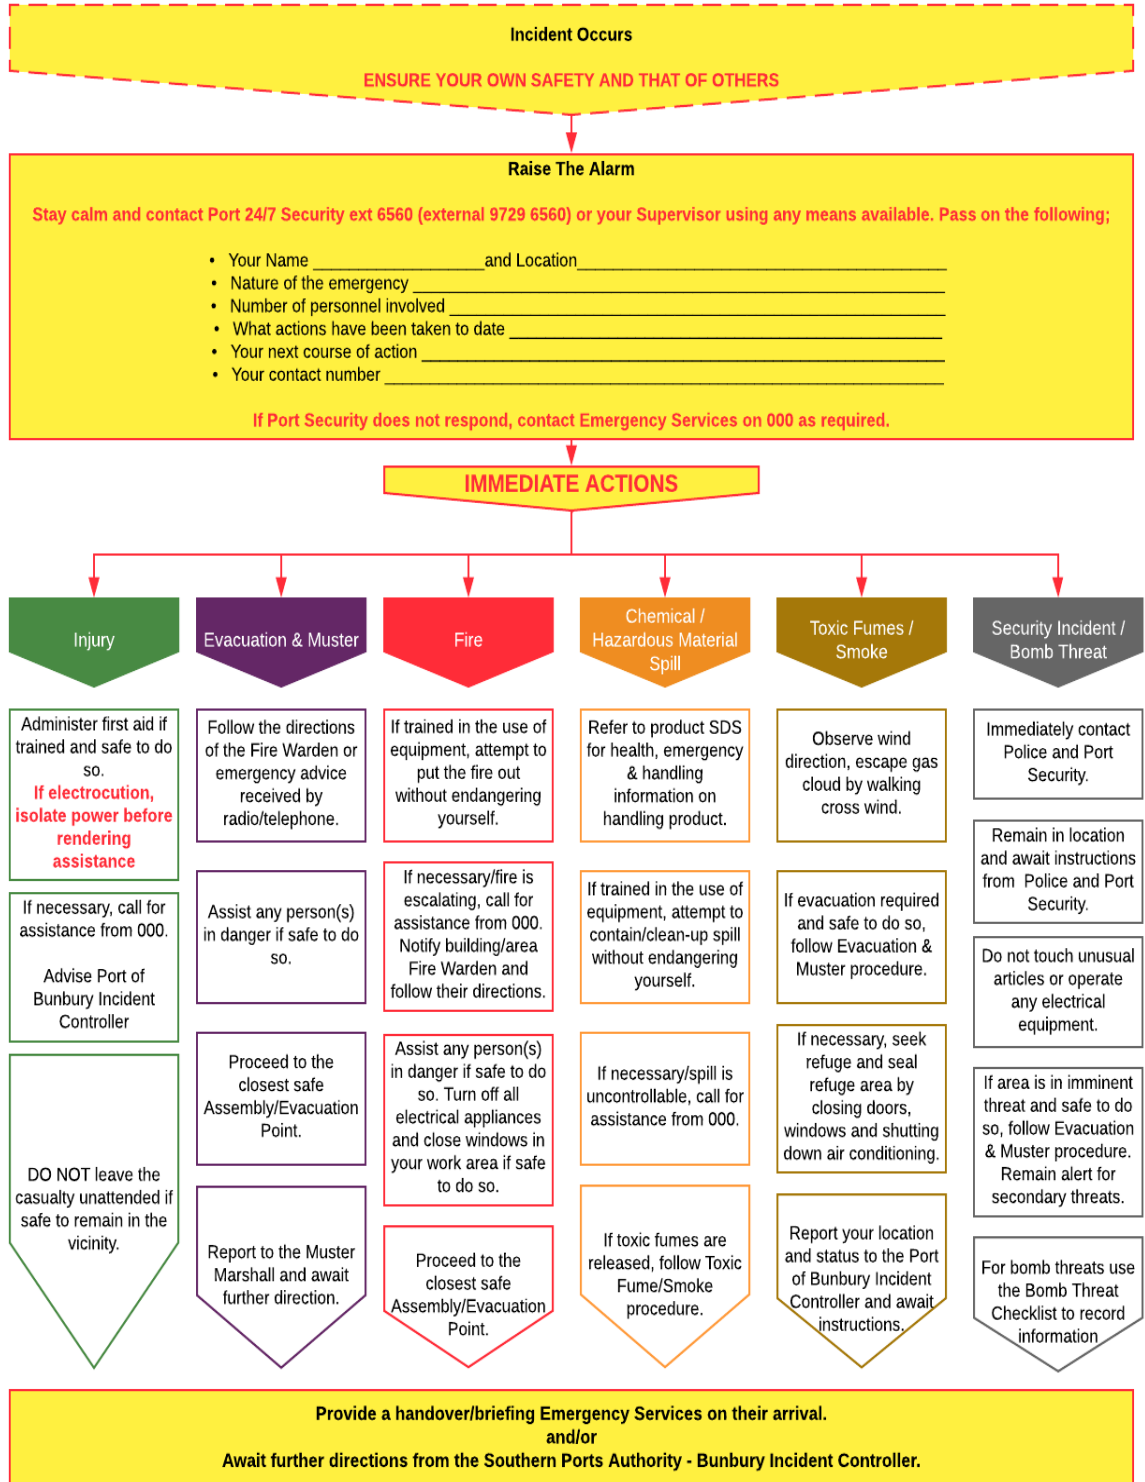 Incident Occurs
ENSURE YOUR OWN SAFETY AND THAT OF OTHERS
Raise The Alarm
Stay calm and contact Port 24/7 Security ext 6560 (external 9729 6560) or your Supervisor using any means available. Pass on the following;
• Your Name ___________________and Location_________________________________________
• Nature of the emergency ___________________________________________________________
• Number of personnel involved _______________________________________________________
• What actions have been taken to date ________________________________________________
• Your next course of action __________________________________________________________
• Your contact number ______________________________________________________________
If Port Security does not respond, contact Emergency Services on 000 as required.
IMMEDIATE ACTIONS
Injury
Administer first aid if
trained and safe to do
so.
If electrocution,
isolate power before
rendering
assistance
If necessary, call for
assistance from 000.
Advise Port of
Bunbury Incident
Controller
DO NOT leave the
casualty unattended if
safe to remain in the
vicinity.
Evacuation & Muster
Follow the directions
of the Fire Warden or
emergency advice
received by
radio/telephone.
Assist any person(s)
in danger if safe to do
so.
Proceed to the
closest safe
Assembly/Evacuation
Point.
Report to the Muster
Marshall and await
further direction.
Fire
If trained in the use of
equipment, attempt to
put the fire out
without endangering
yourself.
If necessary/fire is
escalating, call for
assistance from 000.
Notify building/area
Fire Warden and
follow their directions.
Assist any person(s)
in danger if safe to do
so. Turn off all
electrical appliances
and close windows in
your work area if safe
to do so.
Proceed to the
closest safe
Assembly/Evacuation
Point.
Chemical /
Hazardous Material
Spill
Refer to product SDS
for health, emergency
& handling
information on
handling product.
If trained in the use of
equipment, attempt to
contain/clean-up spill
without endangering
yourself.
If necessary/spill is
uncontrollable, call for
assistance from 000.
If toxic fumes are
released, follow Toxic
Fume/Smoke
procedure.
Toxic Fumes /
Smoke
Observe wind
direction, escape gas
cloud by walking
cross wind.
If evacuation required
and safe to do so,
follow Evacuation &
Muster procedure.
If necessary, seek
refuge and seal
refuge area by
closing doors,
windows and shutting
down air conditioning.
Report your location
and status to the Port
of Bunbury Incident
Controller and await
instructions.
Security Incident /
Bomb Threat
Immediately contact
Police and Port
Security.
Remain in location
and await instructions
from Police and Port
Security.
Do not touch unusual
articles or operate
any electrical
equipment.
If area is in imminent
threat and safe to do
so, follow Evacuation
& Muster procedure.
Remain alert for
secondary threats.
For bomb threats use
the Bomb Threat
Checklist to record
information
Provide a handover/briefing Emergency Services on their arrival.
and/or
Await further directions from the Southern Ports Authority - Bunbury Incident Controller.